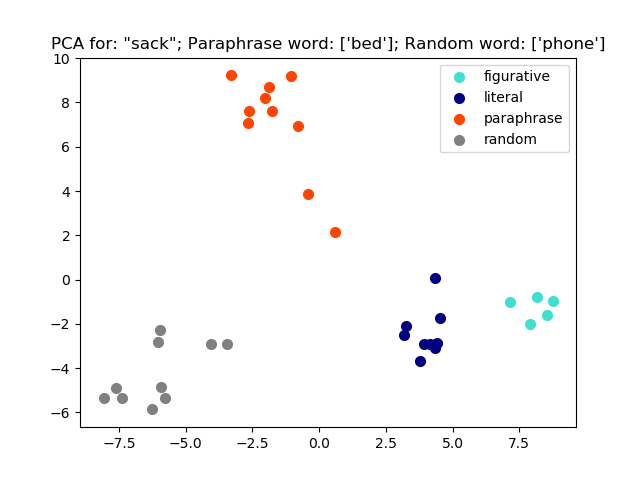 PCA for: "sack"; Paraphrase word: ['bed']; Random word: ['phone']
figurative
literal
paraphrase
random
10
8
6
4
2
0
−2
−4
−6
−7.5 −5.0 −2.5 0.0 2.5 5.0 7.5